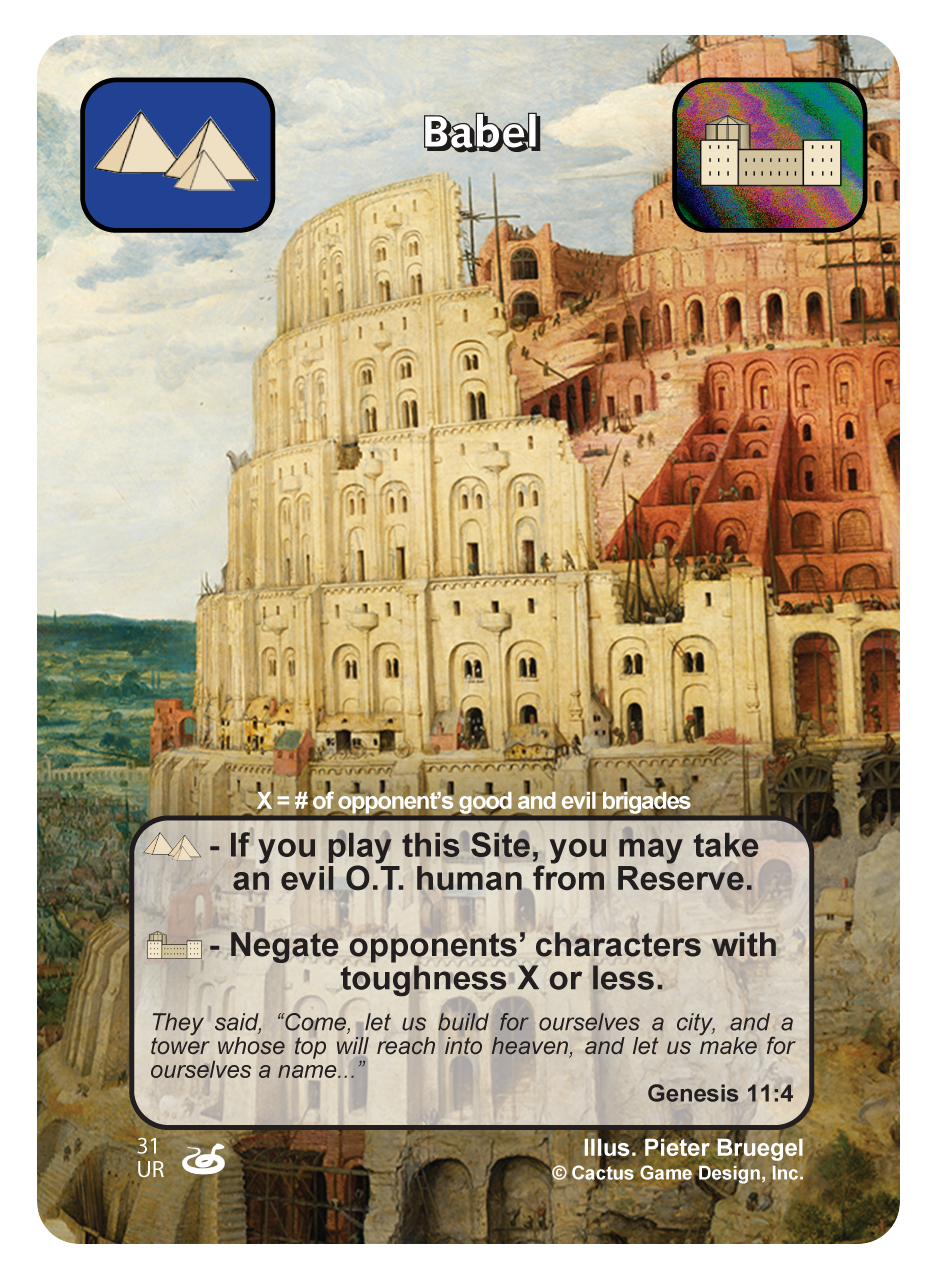 Babel
X = # of opponent's good and evil brigades
- If you play this Site, you may take
an evil O.T. human from Reserve.
- Negate opponents' characters with
toughness X or less.
They said, “Come, let us build for ourselves a city, and a
tower whose top will reach into heaven, and let us make for
ourselves a name...”
Genesis 11:4
31
UR
Illus. Pieter Bruegel
© Cactus Game Design, Inc.